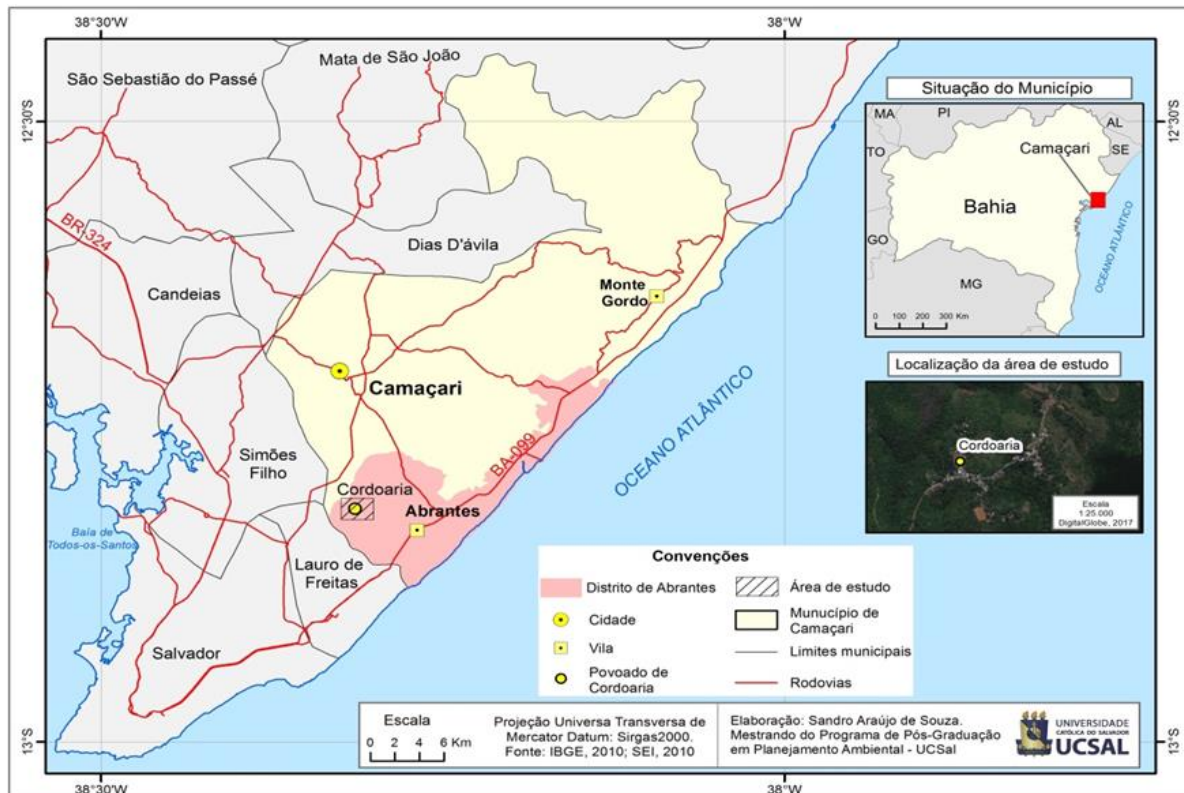 38°30'W
38°W
São Sebastião do Passé
Mata de São João
12°30'S
12°30'S
BR-324
Dias D'ávila
Candeias
Monte
Gordo
Camaçari
OCEANO ATLÂNTICO
BA-099
Simões
Filho
Cordoaria
Abrantes
Baía de
Todos-os-Santos
Lauro de
Freitas
Salvador
13°S
13°S
38°30'W
38°W
Situação do Município
MA
PI
AL
SE
TO
Camaçari
Bahia
GO
MG
OCEANO ATLÂNTICO
0 100 200 300 Km
Localização da área de estudo
Cordoaria
Escala
1:25.000
DigitalGlobe, 2017
Convenções
Distrito de Abrantes
Área de estudo
Cidade
Munucípio de
Camaçari
Vila
Limites municipais
Povoado de
Cordoaria
Rodovias
Escala
0 2 4 6 Km
Projeção Universa Transversa de
Mercator Datum: Sirgas2000.
Fonte: IBGE, 2010; SEI, 2010
Elaboração: Sandro Araújo de Souza.
Mestrando do Programa de Pós-Graduação
em Planejamento Ambiental - UCSal
UNIVERSIDADE
CATÓLICA DO SALVADOR
UCSAL